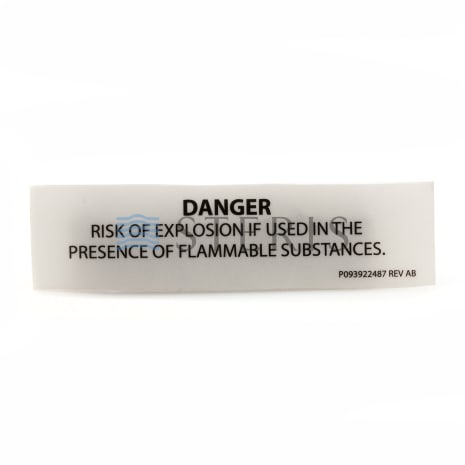 DANGER
RISK OF EXPLOSION IF USED IN THE
PRESENCE OF FLAMMABLE SUBSTANCES.
P093922487 REV AB
STERIS